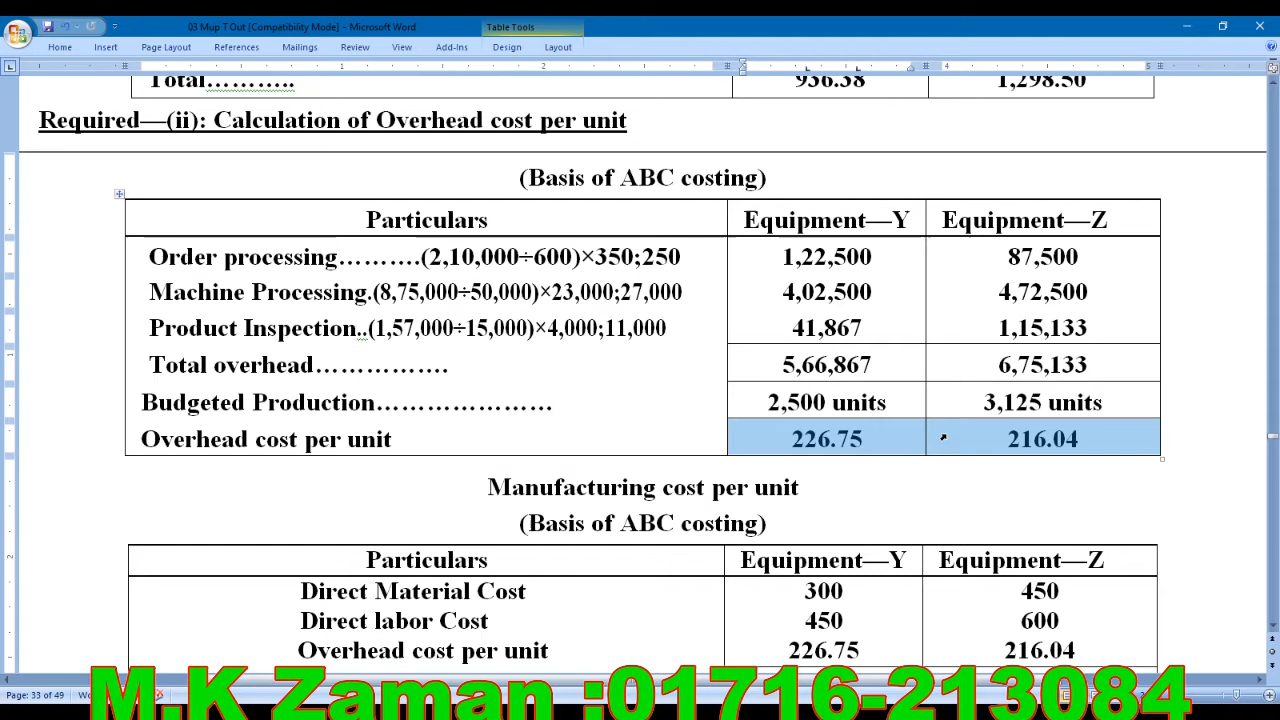 03 Mup T Out [Compatibility Mode] - Microsoft Word
Table Tools
Home Insert Page Layout References Mailings Review View Add-Ins Design Layout
1 2 4 5
Total……….. 936.38 1,298.50
Required—(ii): Calculation of Overhead cost per unit
(Basis of ABC costing)
Particulars Equipment—Y Equipment—Z
Order processing……….(2,10,000÷600)×350;250 1,22,500 87,500
Machine Processing.(8,75,000÷50,000)×23,000;27,000 4,02,500 4,72,500
Product Inspection..(1,57,000÷15,000)×4,000;11,000 41,867 1,15,133
Total overhead……………. 5,66,867 6,75,133
Budgeted Production………………… 2,500 units 3,125 units
Overhead cost per unit 226.75 216.04
Manufacturing cost per unit
(Basis of ABC costing)
Particulars Equipment—Y Equipment—Z
Direct Material Cost 300 450
Direct labor Cost 450 600
Overhead cost per unit 226.75 216.04
Page: 33 of 49
M.K Zaman :01716-213084